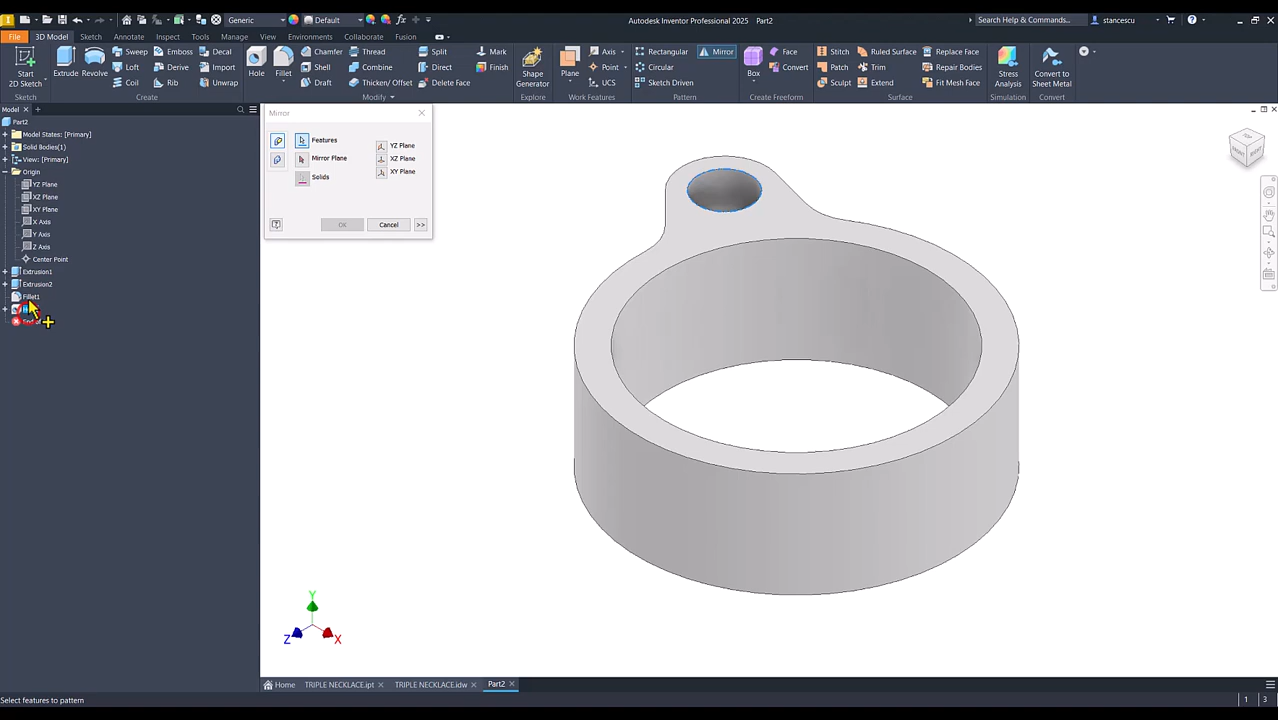 Generic
Default
Autodesk Inventor Professional 2025 Part2
Search Help & Commands...
stancescu
File
3D Model
Sketch
Annotate
Inspect
Tools
Manage
View
Environments
Collaborate
Fusion
Start
2D Sketch
Sketch
Extrude
Revolve
Sweep
Loft
Coil
Emboss
Derive
Rib
Decal
Import
Unwrap
Create
Hole
Fillet
Chamfer
Shell
Draft
Thread
Combine
Thicken/ Offset
Split
Direct
Delete Face
Modify
Mark
Finish
Shape
Generator
Explore
Plane
Axis
Point
UCS
Work Features
Rectangular
Circular
Sketch Driven
Mirror
Pattern
Box
Face
Convert
Create Freeform
Stitch
Patch
Sculpt
Ruled Surface
Trim
Extend
Replace Face
Repair Bodies
Fit Mesh Face
Surface
Stress
Analysis
Simulation
Convert to
Sheet Metal
Convert
Model
Part2
Model States: [Primary]
Solid Bodies(1)
View: [Primary]
Origin
YZ Plane
XZ Plane
XY Plane
X Axis
Y Axis
Z Axis
Center Point
Extrusion1
Extrusion2
Fillet1
Mirror
Features
Mirror Plane
Solids
YZ Plane
XZ Plane
XY Plane
OK
Cancel
>>
TOP
FRONT
RIGHT
Y
Z
X
Home
TRIPLE NECKLACE.ipt
TRIPLE NECKLACE.idw
Part2
Select features to pattern
1
3